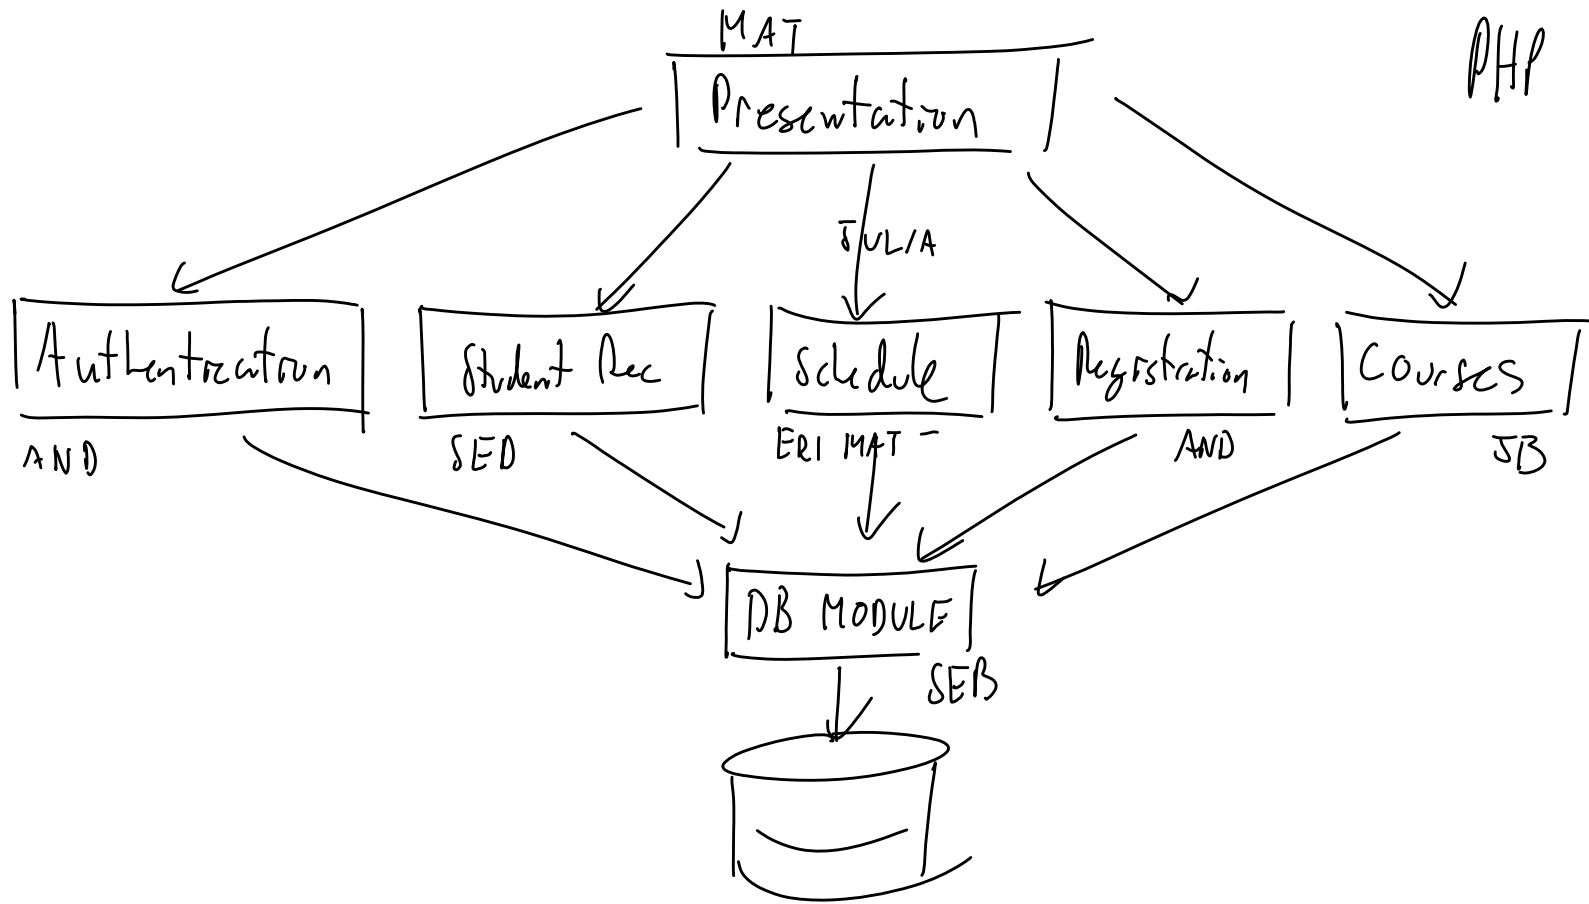 MAT
PHP
Presentation
JULIA
Authentication
Student Rec
Schedule
Registration
Courses
AND
SED
ERI MAT -
AND
JB
DB MODULE
SEB